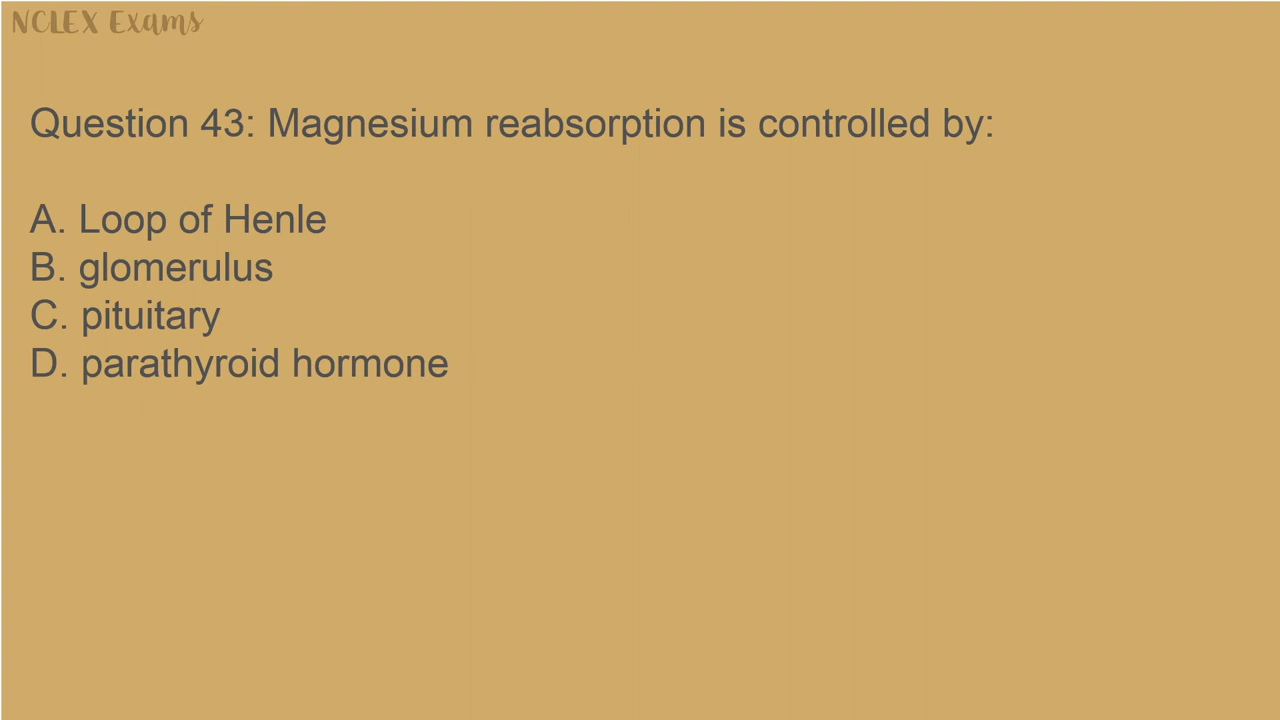 NCLEX Exams
Question 43: Magnesium reabsorption is controlled by:
A. Loop of Henle
B. glomerulus
C. pituitary
D. parathyroid hormone